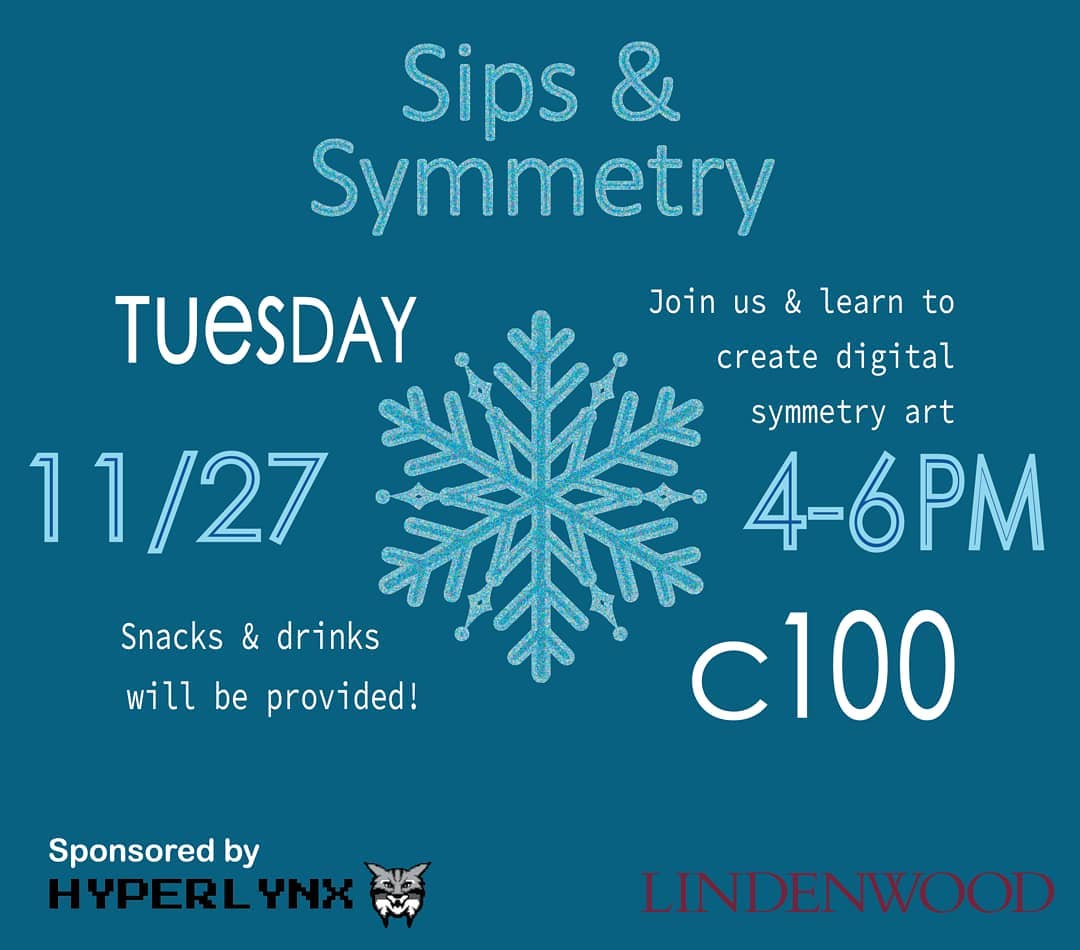 Sips &
Symmetry
TUesDAY
11/27
Snacks & drinks
will be provided!
Join us & learn to
create digital
symmetry art
4-6PM
C100
Sponsored by
HYPERLYNX
LINDENWOOD